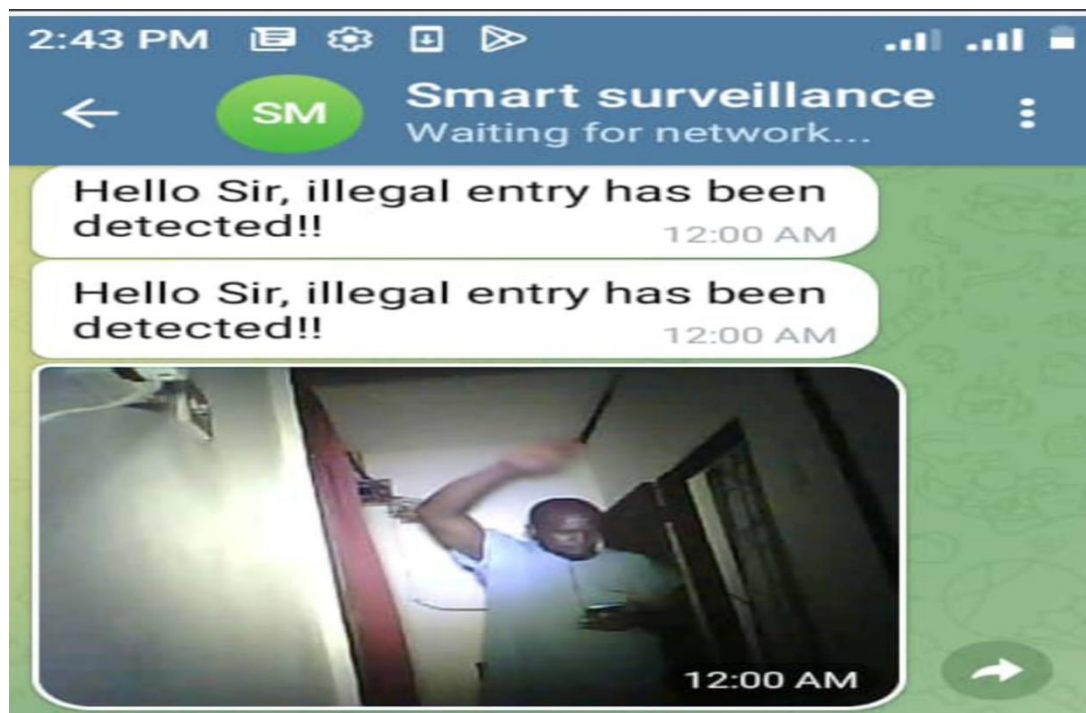 2:43 PM
SM
Smart surveillance
Waiting for network...
Hello Sir, illegal entry has been
detected!!
12:00 AM
Hello Sir, illegal entry has been
detected!!
12:00 AM
12:00 AM